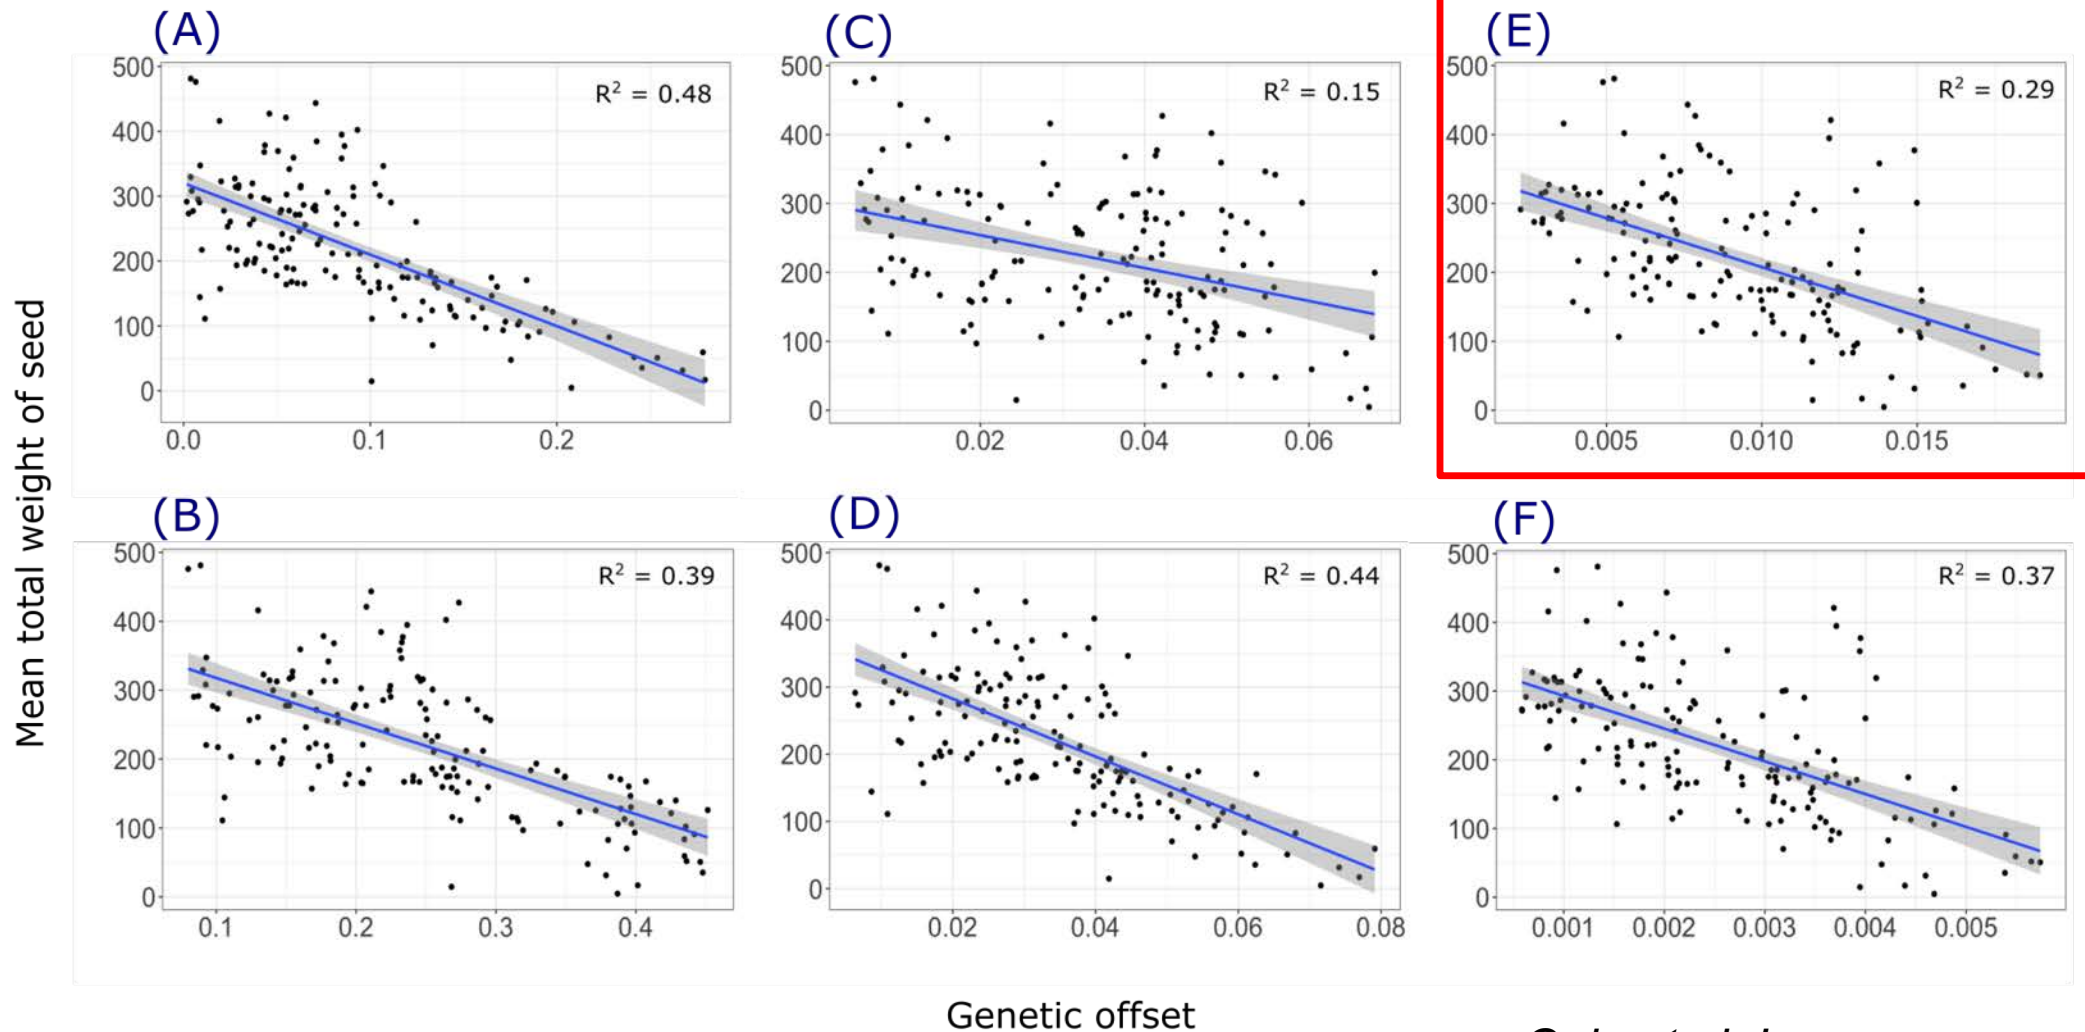 (A)
R² = 0.48
500
400
300
200
100
0
0.0 0.1 0.2
(C)
R² = 0.15
500
400
300
200
100
0
0.02 0.04 0.06
(E)
R² = 0.29
500
400
300
200
100
0
0.005 0.010 0.015
(B)
R² = 0.39
500
400
300
200
100
0
0.1 0.2 0.3 0.4
(D)
R² = 0.44
500
400
300
200
100
0
0.02 0.04 0.06 0.08
(F)
R² = 0.37
500
400
300
200
100
0
0.001 0.002 0.003 0.004 0.005
Mean total weight of seed
Genetic offset